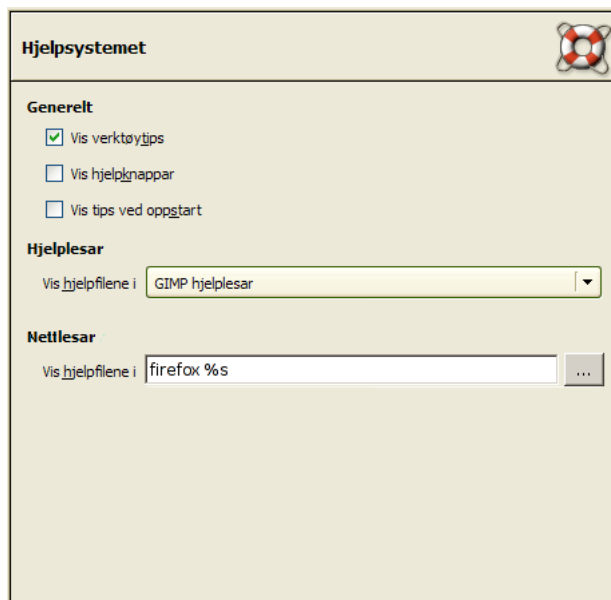 Hjelpsystemet
Generelt
Vis verktøytips
Vis hjelpknappar
Vis tips ved oppstart
Hjelplesar
Vis hjelpfilene i GIMP hjelplesar
Nettlesar
Vis hjelpfilene i firefox %s ...